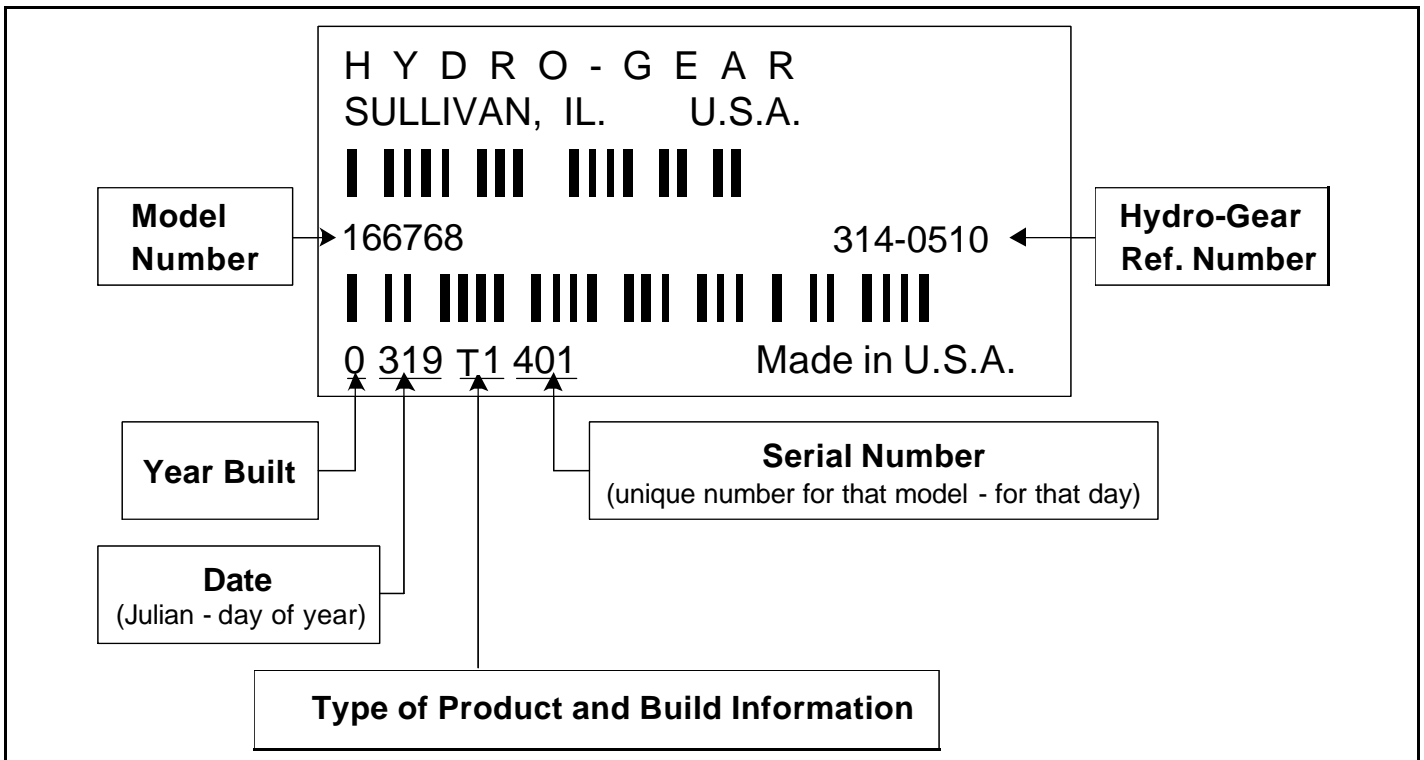 H Y D R O - G E A R
SULLIVAN, IL. U.S.A.
Model
Number
166768
314-0510
Hydro-Gear
Ref. Number
0 319 T1 401
Made in U.S.A.
Year Built
Serial Number
(unique number for that model - for that day)
Date
(Julian - day of year)
Type of Product and Build Information